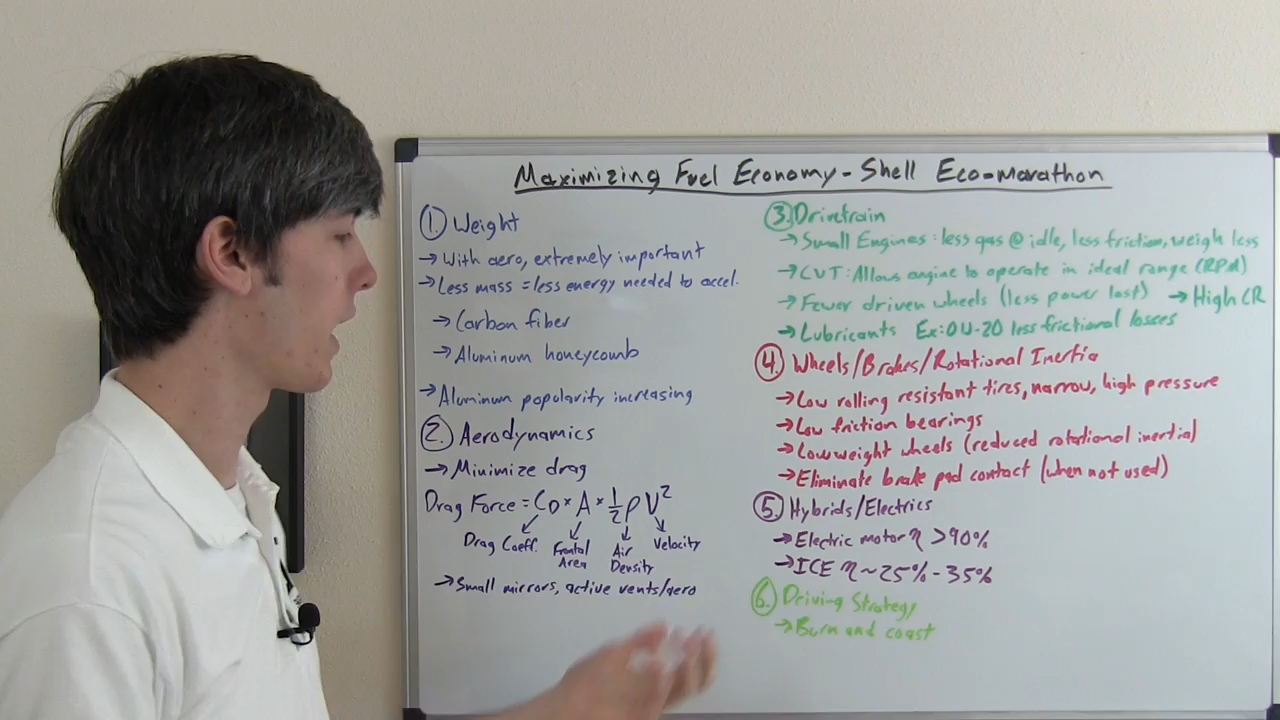 Maximizing Fuel Economy - Shell Eco-marathon
1. Weight
→ With aero, extremely important
→ Less mass = less energy needed to accel.
→ Carbon fiber
→ Aluminum honeycomb
→ Aluminum popularity increasing
2. Aerodynamics
→ Minimize drag
Drag Force = CD × A × 1/2 ρ V²
Drag Coeff. Frontal Area Air Density Velocity
→ Small mirrors, active vents/aero
3. Drivetrain
→ Small Engines: less gas @ idle, less friction, weigh less
→ CVT: Allows engine to operate in ideal range (RPM)
→ Fewer driven wheels (less power lost) → High CR
→ Lubricants Ex: 0W-20 less frictional losses
4. Wheels/Brakes/Rotational Inertia
→ Low rolling resistant tires, narrow, high pressure
→ Low friction bearings
→ Low weight wheels (reduced rotational inertia)
→ Eliminate brake pad contact (when not used)
5. Hybrids/Electrics
→ Electric motor η >90%
→ ICE η ~ 25% - 35%
6. Driving Strategy
→ Burn and coast